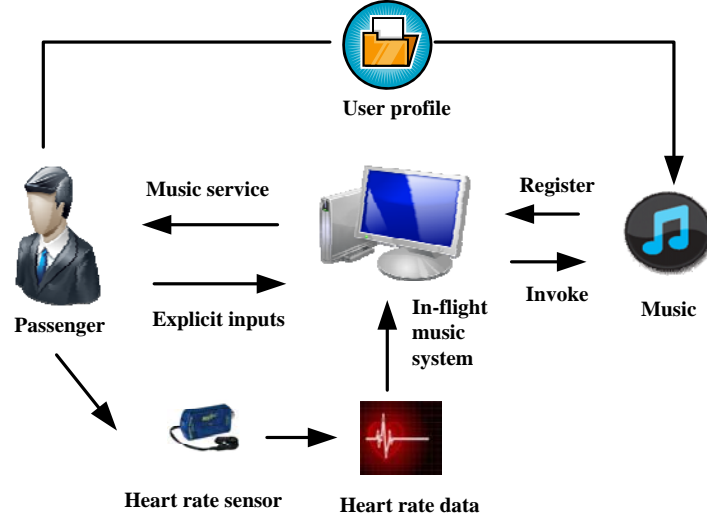 User profile
Music service
Register
Passenger
Explicit inputs
In-flight
music
system
Invoke
Music
Heart rate sensor
Heart rate data